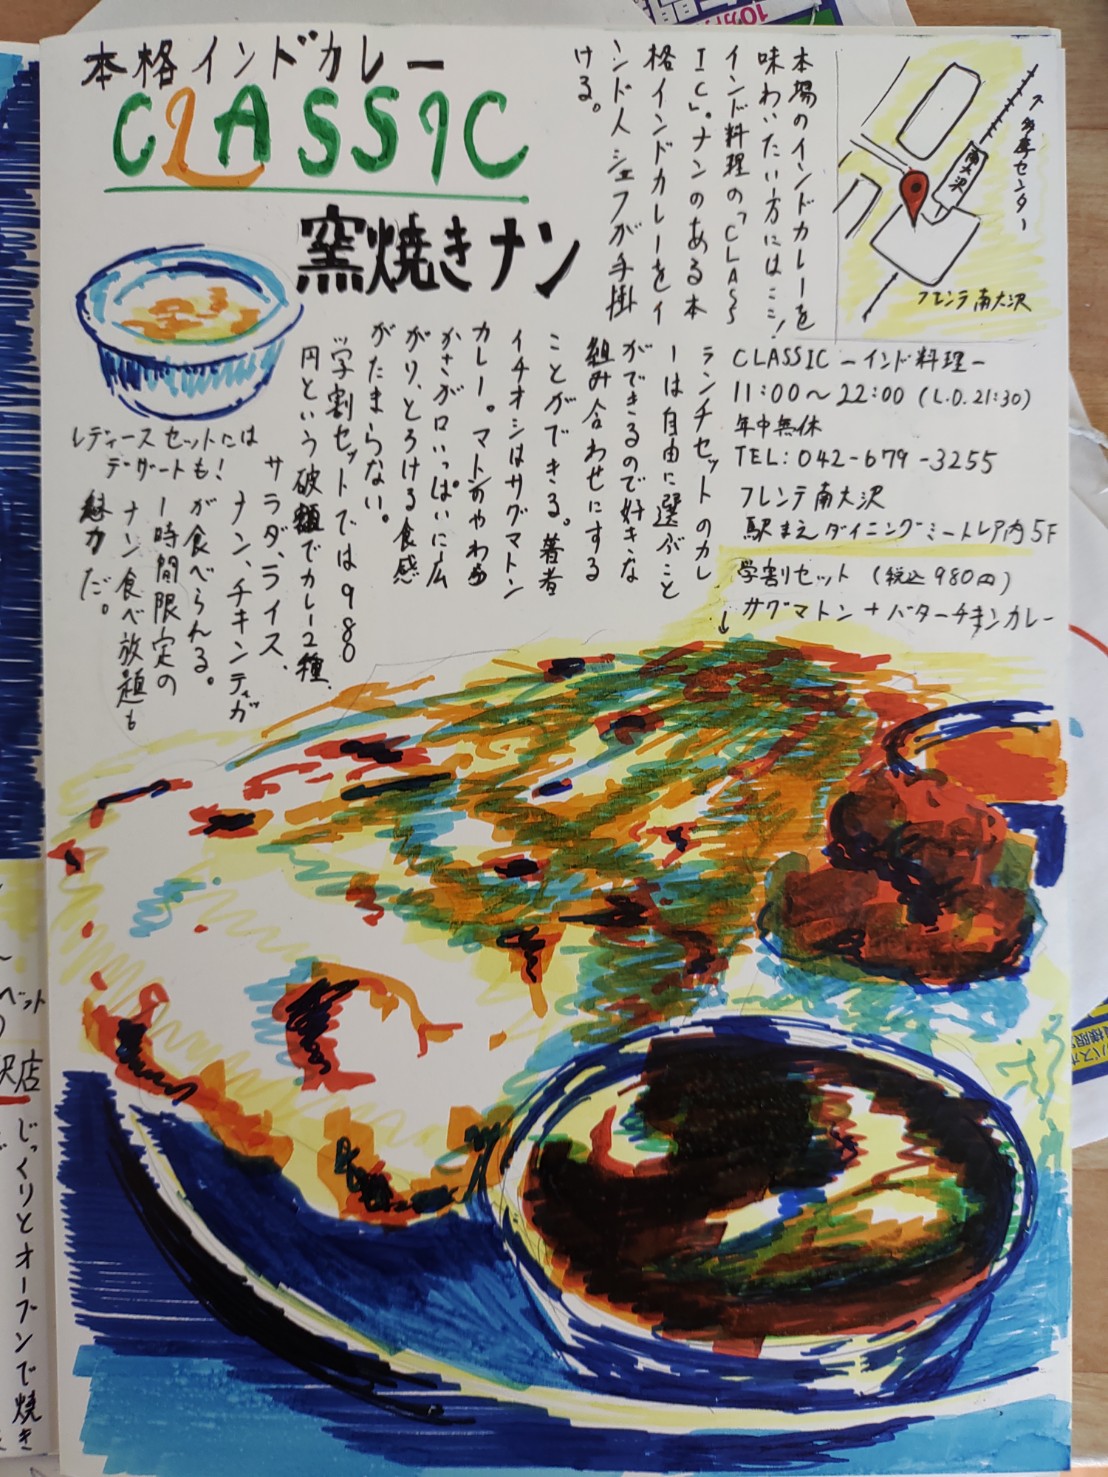 本格インドカレー
CLASSIC
窯焼きナン
本場のインドカレーを
味わいたい方にはここ!
インド料理の「CLASS
IC」。ナンのある本
格インドカレーをイ
ンド人シェフが手掛
ける。
↗多摩センター
南大沢
フレンテ南大沢
CLASSIC -インド料理-
11:00〜22:00 (L.O.21:30)
年中無休
TEL: 042-679-3255
フレンテ南大沢
駅まえダイニングミートレア内5F
学割セット (税込980円)
↓サグマトン+バターチキンカレー
ランチセットのカレ
ーは自由に選ぶこと
ができるので好きな
組み合わせにする
ことができる。著者
イチオシはサグマトン
カレー。マトンのやわら
かさが口いっぱいに広
がり、とろける食感
がたまらない。
学割セットでは980
円という破額でカレー2種、
サラダ、ライス、
ナン、チキンティカ
が食べられる。
1時間限定の
ナン食べ放題も
魅力だ。
レディースセットには
デザートも!
ベット
沢店
じっくりとオーブンで焼き